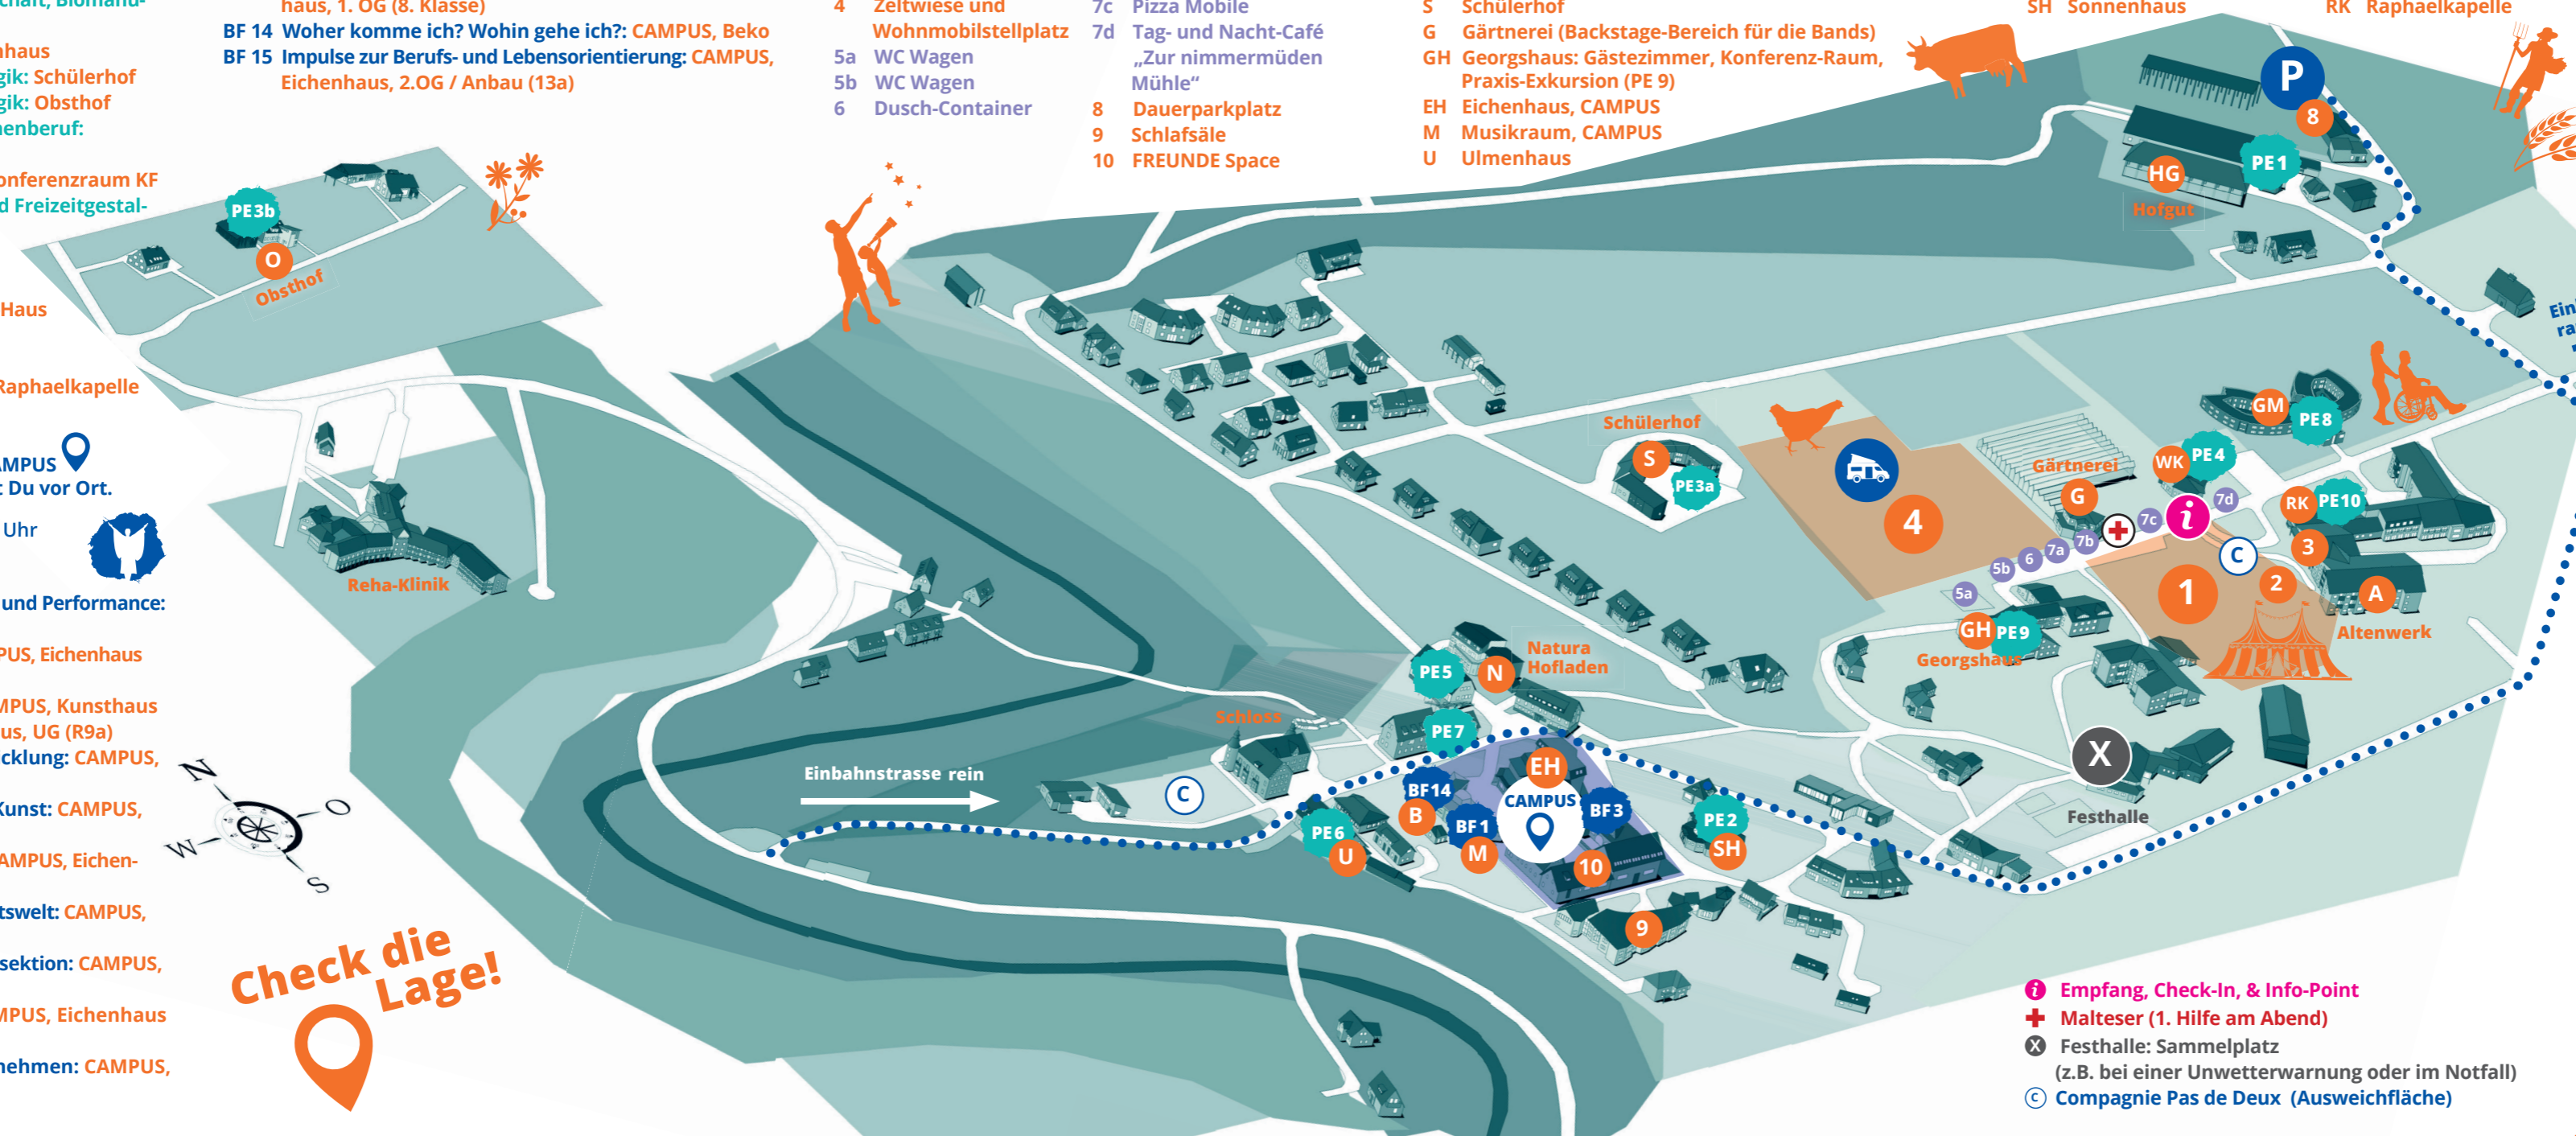 haus, 1. OG (8. Klasse)
BF 14 Woher komme ich? Wohin gehe ich?: CAMPUS, Beko
BF 15 Impulse zur Berufs- und Lebensorientierung: CAMPUS,
Eichenhaus, 2.OG / Anbau (13a)
4 Zeltwiese und
Wohnmobilstellplatz
5a WC Wagen
5b WC Wagen
6 Dusch-Container
7c Pizza Mobile
7d Tag- und Nacht-Café
„Zur nimmermüden
Mühle“
8 Dauerparkplatz
9 Schlafsäle
10 FREUNDE Space
S Schülerhof
G Gärtnerei (Backstage-Bereich für die Bands)
GH Georgshaus: Gästezimmer, Konferenz-Raum,
Praxis-Exkursion (PE 9)
EH Eichenhaus, CAMPUS
M Musikraum, CAMPUS
U Ulmenhaus
SH Sonnenhaus
RK Raphaelkapelle
nhaus
gik: Schülerhof
gik: Obsthof
nenberuf:
onferenzraum KF
d Freizeitgestal-
Haus
Raphaelkapelle
AMPUS
t Du vor Ort.
Uhr
und Performance:
PUS, Eichenhaus
MPUS, Kunsthaus
us, UG (R9a)
cklung: CAMPUS,
Kunst: CAMPUS,
AMPUS, Eichen-
tswelt: CAMPUS,
sektion: CAMPUS,
MPUS, Eichenhaus
nehmen: CAMPUS,
PE3b
O
Obsthof
Reha-Klinik
N
O
W
S
Check die
Lage!
P
8
PE1
HG
Hofgut
Ein
ra
Schülerhof
S
PE3a
4
GM
PE8
Gärtnerei
G
WK
PE4
7d
7c
i
7b
7a
6
5b
5a
RK
PE10
3
C
2
1
A
Altenwerk
GH
PE9
Georgshaus
X
Festhalle
Natura
Hofladen
N
PE5
PE7
Schloss
Einbahnstrasse rein
C
EH
BF14
B
CAMPUS
BF3
BF1
M
10
PE6
U
PE2
SH
9
i Empfang, Check-In, & Info-Point
Malteser (1. Hilfe am Abend)
X Festhalle: Sammelplatz
(z.B. bei einer Unwetterwarnung oder im Notfall)
C Compagnie Pas de Deux (Ausweichfläche)